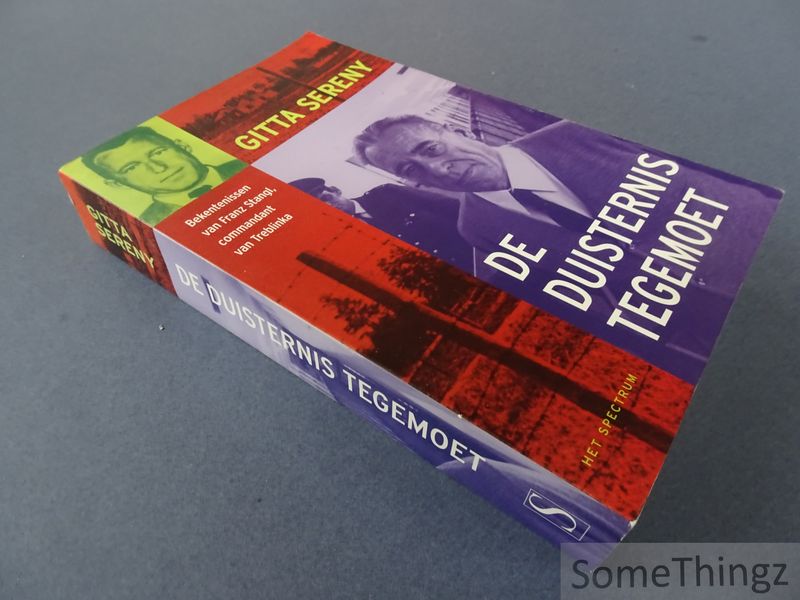 GITTA SERENY
Bekentenissen
van Franz Stangl,
commandant
van Treblinka
DE
DUISTERNIS
TEGEMOET
HET SPECTRUM
GITTA
SERENY
DE DUISTERNIS TEGEMOET
S
SomeThingz